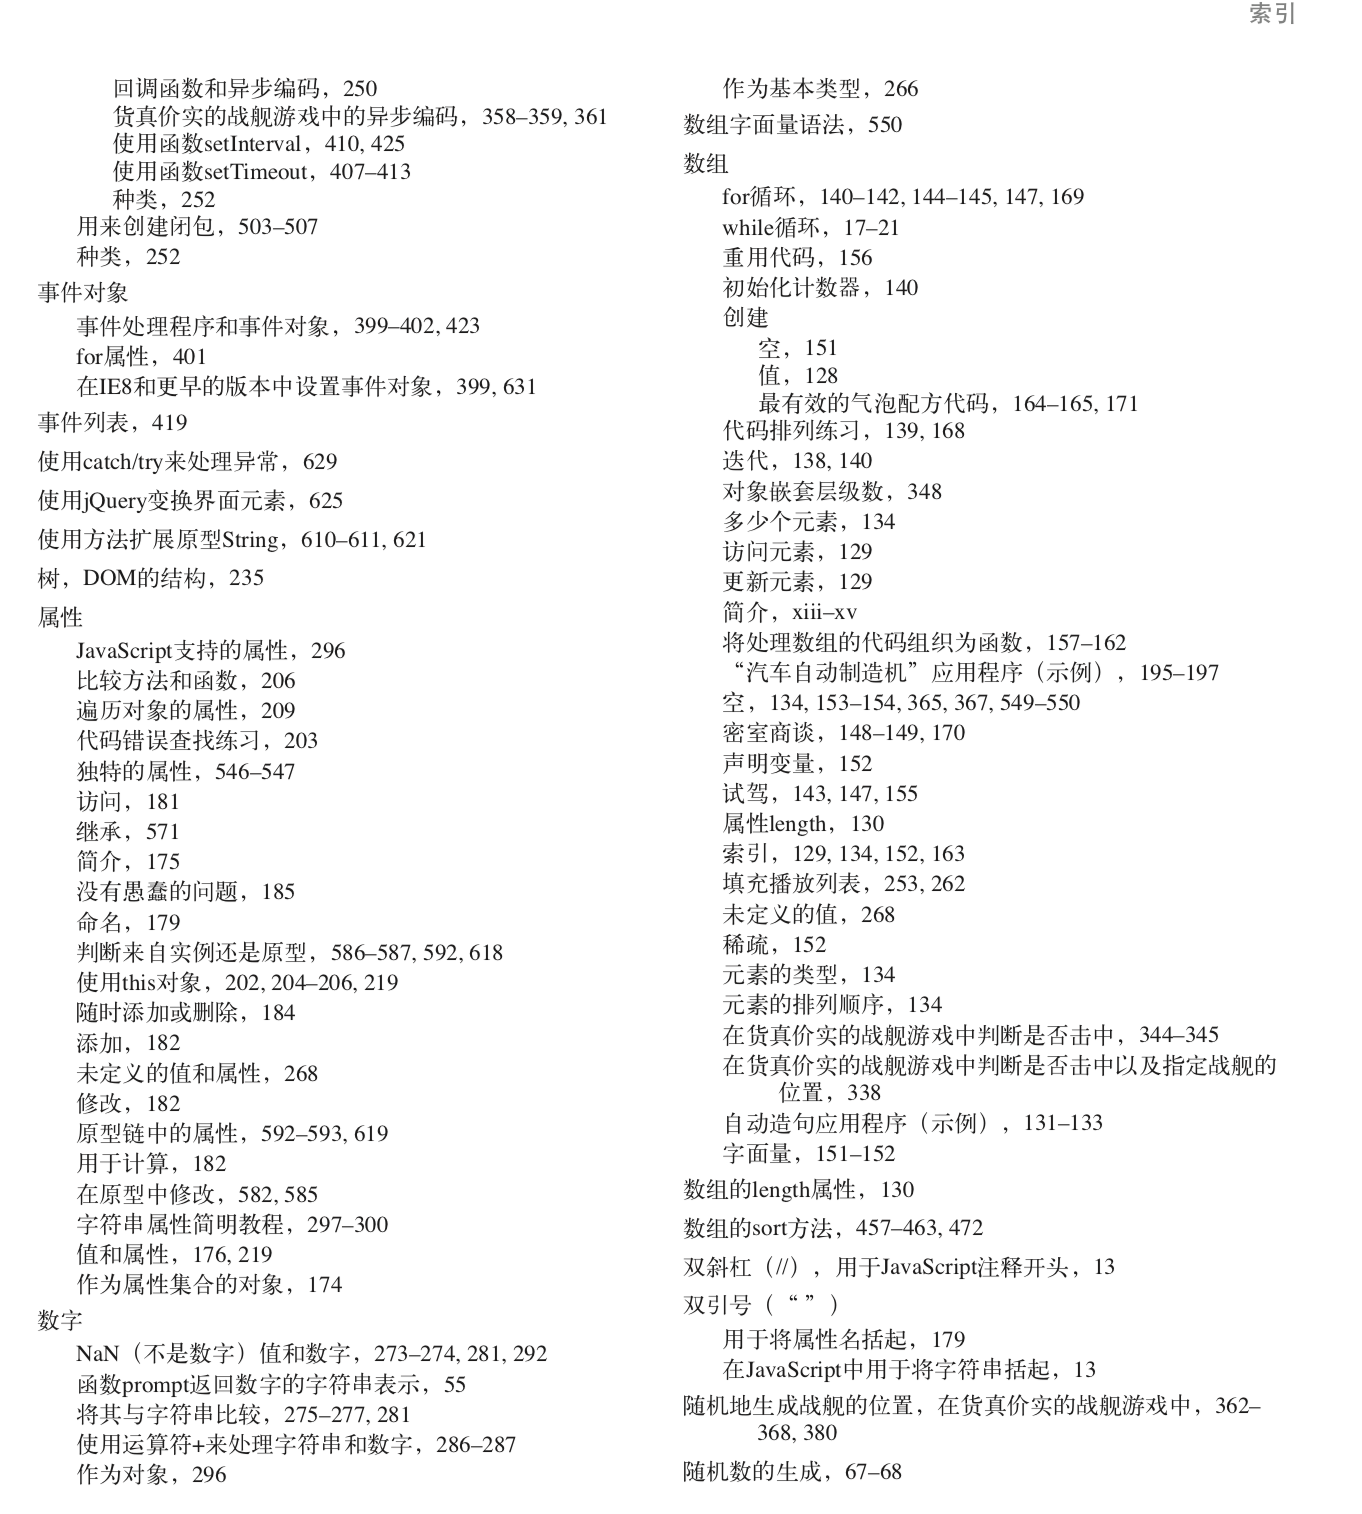 索引
回调函数和异步编码，250
货真价实的战舰游戏中的异步编码，358–359, 361
使用函数setInterval，410, 425
使用函数setTimeout，407–413
种类，252
用来创建闭包，503–507
种类，252
事件对象
事件处理程序和事件对象，399–402, 423
for属性，401
在IE8和更早的版本中设置事件对象，399, 631
事件列表，419
使用catch/try来处理异常，629
使用jQuery变换界面元素，625
使用方法扩展原型String，610–611, 621
树，DOM的结构，235
属性
JavaScript支持的属性，296
比较方法和函数，206
遍历对象的属性，209
代码错误查找练习，203
独特的属性，546–547
访问，181
继承，571
简介，175
没有愚蠢的问题，185
命名，179
判断来自实例还是原型，586–587, 592, 618
使用this对象，202, 204–206, 219
随时添加或删除，184
添加，182
未定义的值和属性，268
修改，182
原型链中的属性，592–593, 619
用于计算，182
在原型中修改，582, 585
字符串属性简明教程，297–300
值和属性，176, 219
作为属性集合的对象，174
数字
NaN（不是数字）值和数字，273–274, 281, 292
函数prompt返回数字的字符串表示，55
将其与字符串比较，275–277, 281
使用运算符+来处理字符串和数字，286–287
作为对象，296
作为基本类型，266
数组字面量语法，550
数组
for循环，140–142, 144–145, 147, 169
while循环，17–21
重用代码，156
初始化计数器，140
创建
空，151
值，128
最有效的气泡配方代码，164–165, 171
代码排列练习，139, 168
迭代，138, 140
对象嵌套层级数，348
多少个元素，134
访问元素，129
更新元素，129
简介，xiii–xv
将处理数组的代码组织为函数，157–162
“汽车自动制造机”应用程序（示例），195–197
空，134, 153–154, 365, 367, 549–550
密室商谈，148–149, 170
声明变量，152
试驾，143, 147, 155
属性length，130
索引，129, 134, 152, 163
填充播放列表，253, 262
未定义的值，268
稀疏，152
元素的类型，134
元素的排列顺序，134
在货真价实的战舰游戏中判断是否击中，344–345
在货真价实的战舰游戏中判断是否击中以及指定战舰的
位置，338
自动造句应用程序（示例），131–133
字面量，151–152
数组的length属性，130
数组的sort方法，457–463, 472
双斜杠（//），用于JavaScript注释开头，13
双引号（“ ”）
用于将属性名括起，179
在JavaScript中用于将字符串括起，13
随机地生成战舰的位置，在货真价实的战舰游戏中，362–
368, 380
随机数的生成，67–68